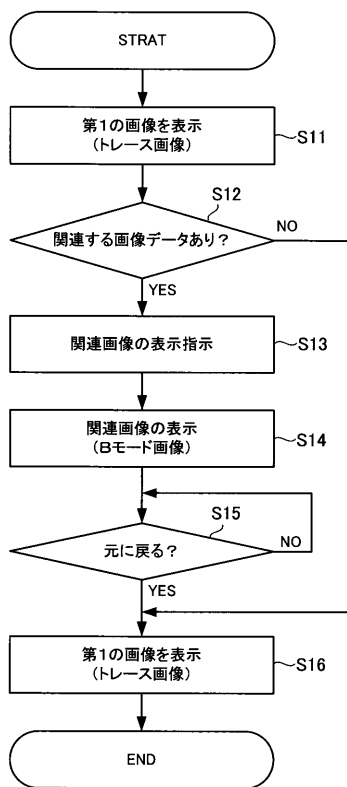 STRAT
第1の画像を表示
(トレース画像)
S11
S12
関連する画像データあり?
NO
YES
関連画像の表示指示
S13
関連画像の表示
(Bモード画像)
S14
S15
元に戻る?
NO
YES
第1の画像を表示
(トレース画像)
S16
END